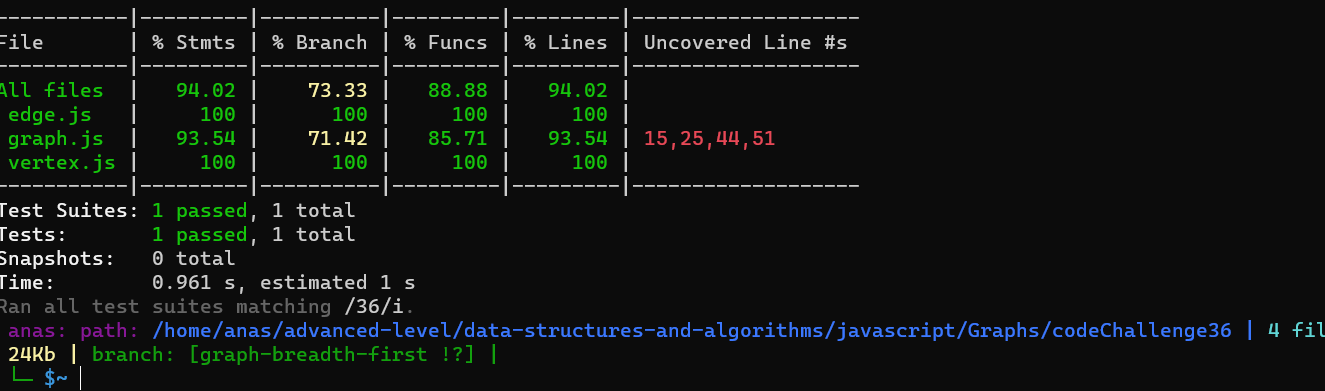 -----------|---------|----------|---------|---------|-------------------
File       | % Stmts | % Branch | % Funcs | % Lines | Uncovered Line #s
-----------|---------|----------|---------|---------|-------------------
All files  |   94.02 |    73.33 |   88.88 |   94.02 |
 edge.js   |     100 |      100 |     100 |     100 |
 graph.js  |   93.54 |    71.42 |   85.71 |   93.54 | 15,25,44,51
 vertex.js |     100 |      100 |     100 |     100 |
-----------|---------|----------|---------|---------|-------------------
Test Suites: 1 passed, 1 total
Tests:       1 passed, 1 total
Snapshots:   0 total
Time:        0.961 s, estimated 1 s
Ran all test suites matching /36/i.
anas: path: /home/anas/advanced-level/data-structures-and-algorithms/javascript/Graphs/codeChallenge36 | 4 fil
24Kb | branch: [graph-breadth-first !?] |
└─ $~